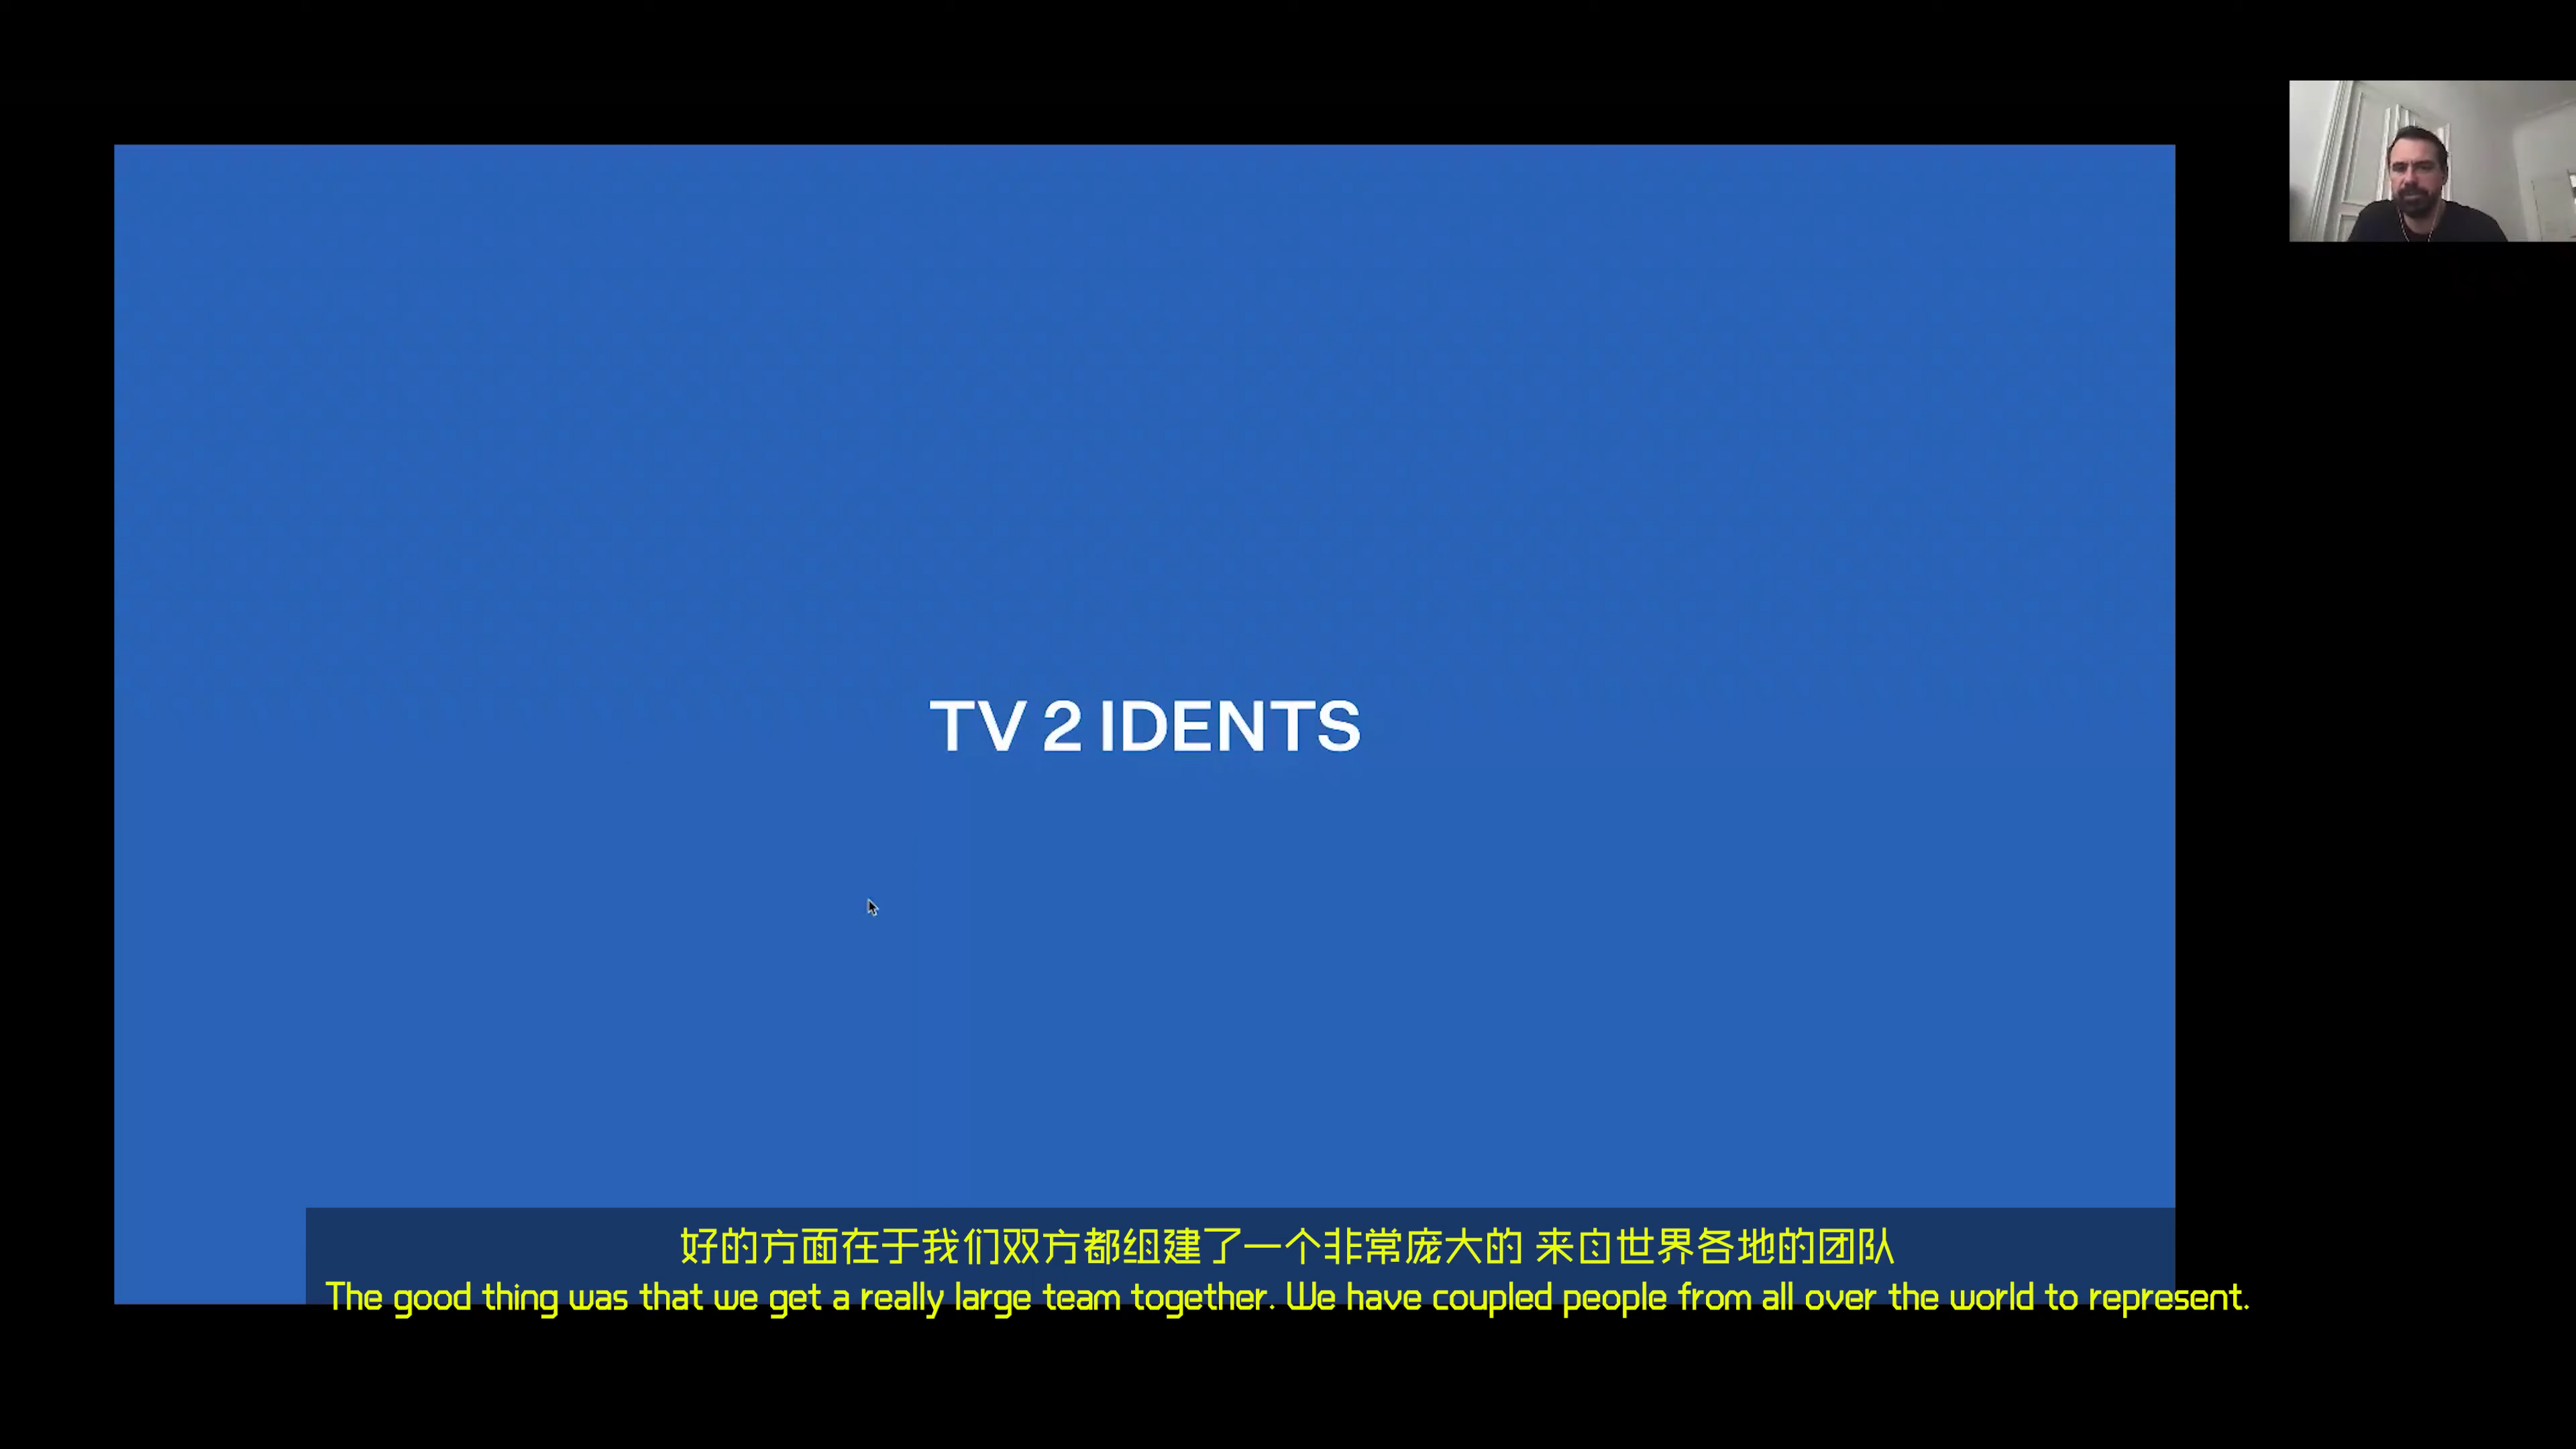 TV 2 IDENTS
好的方面在于我们双方都组建了一个非常庞大的 来自世界各地的团队
The good thing was that we get a really large team together. We have coupled people from all over the world to represent.